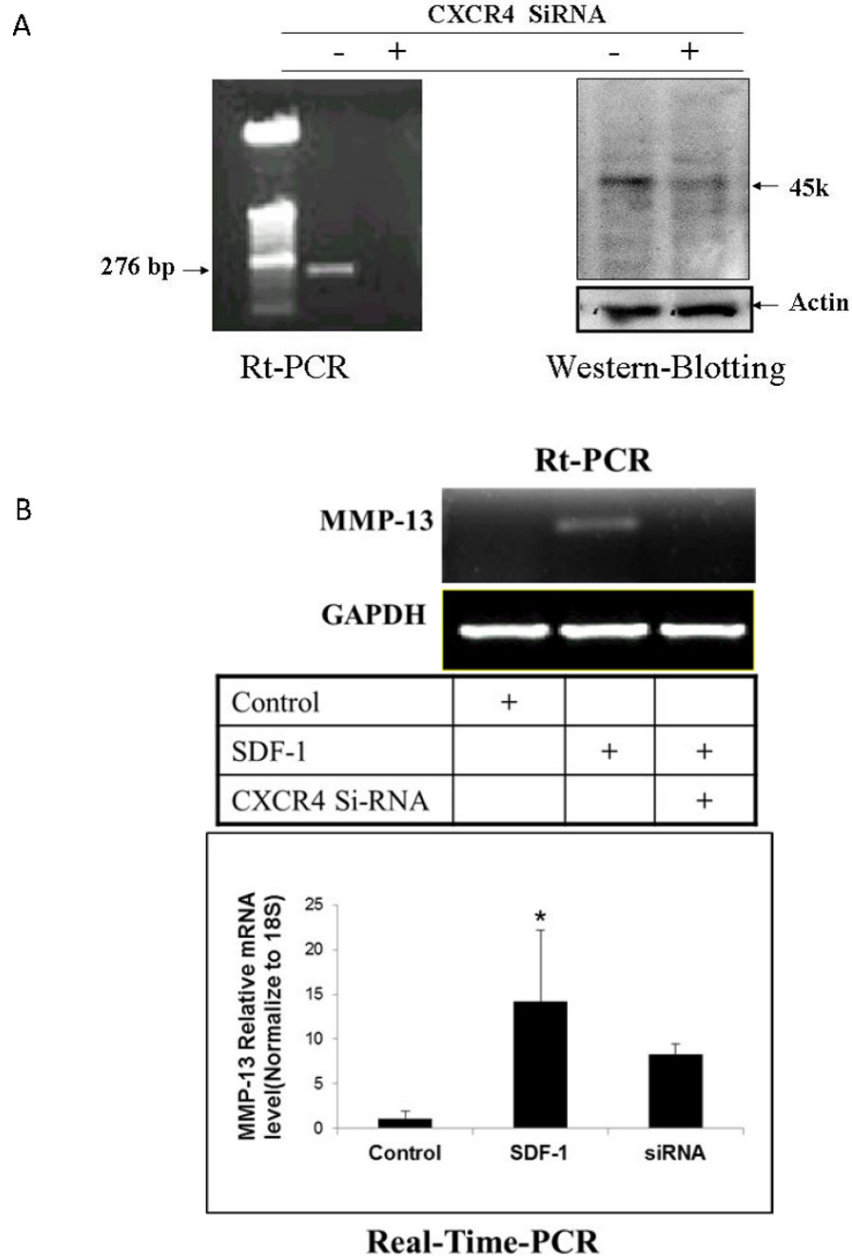 A
CXCR4 SiRNA
- + - +
45k
276 bp
Actin
Rt-PCR Western-Blotting
B
Rt-PCR
MMP-13
GAPDH
Control +
SDF-1 + +
CXCR4 Si-RNA +
MMP-13 Relative mRNA
level(Normalize to 18S)
25
20
15
10
5
0
*
Control SDF-1 siRNA
Real-Time-PCR